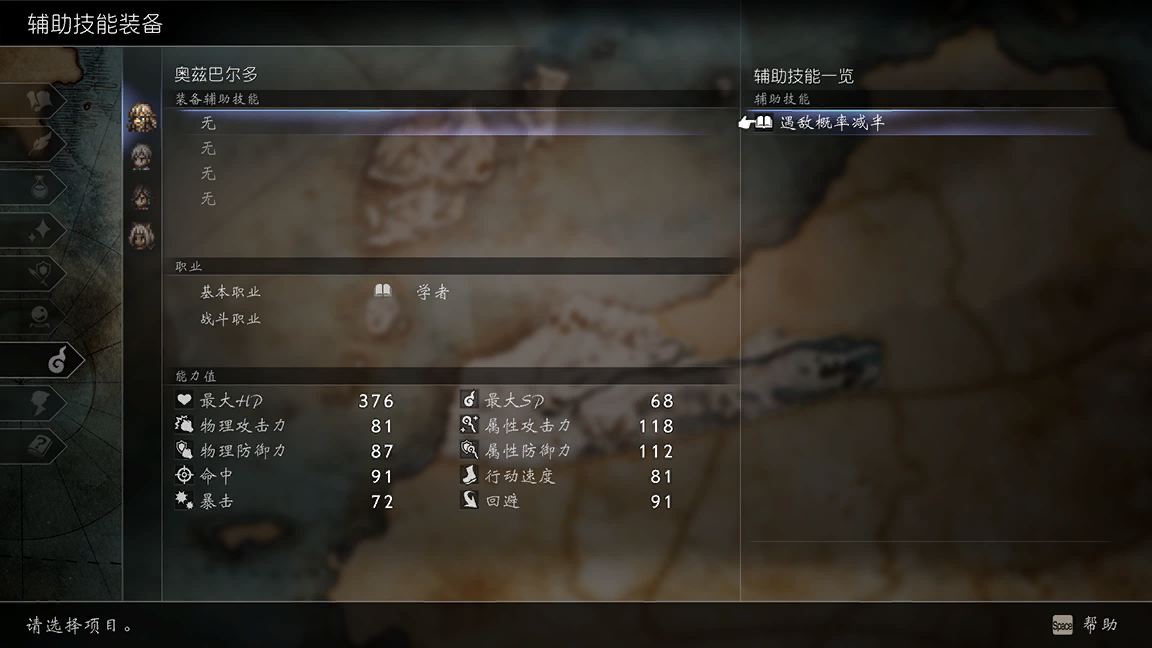 辅助技能装备
奥兹巴尔多
装备辅助技能
无
无
无
无
职业
基本职业 学者
战斗职业
能力值
最大HP 376 最大SP 68
物理攻击力 81 属性攻击力 118
物理防御力 87 属性防御力 112
命中 91 行动速度 81
暴击 72 回避 91
辅助技能一览
辅助技能
遇敌概率减半
请选择项目。
Space 帮助